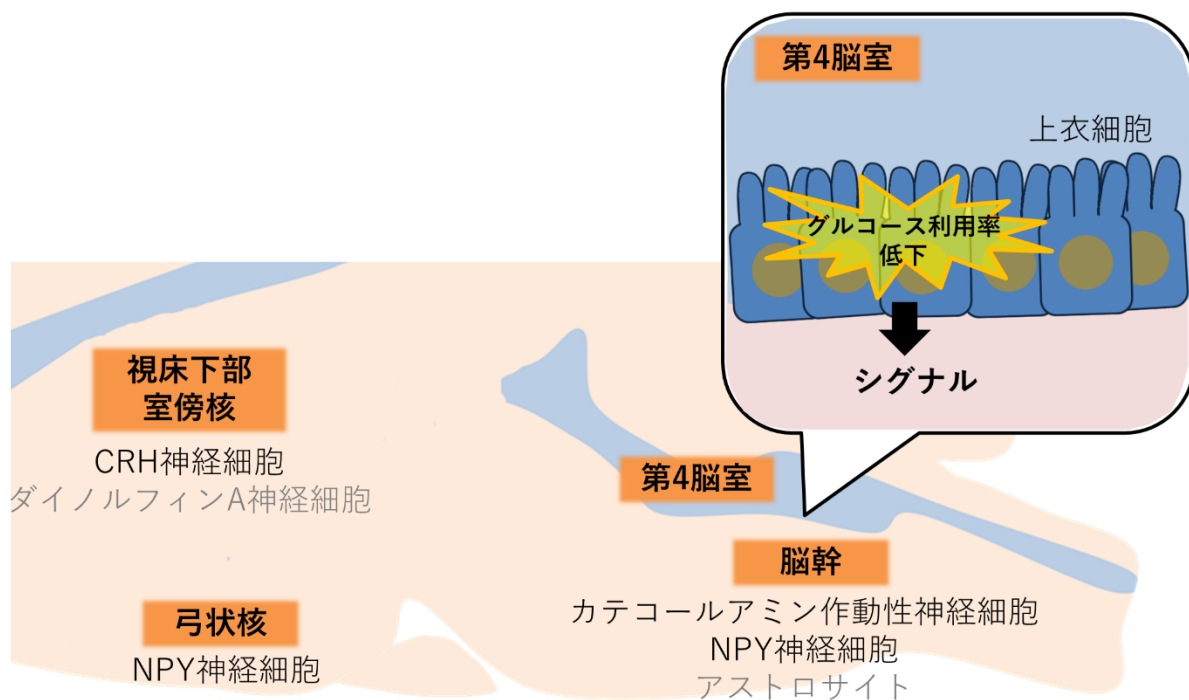 第4脳室
上衣細胞
グルコース利用率
低下
シグナル
視床下部
室傍核
CRH神経細胞
ダイノルフィンA神経細胞
第4脳室
脳幹
カテコールアミン作動性神経細胞
NPY神経細胞
アストロサイト
弓状核
NPY神経細胞